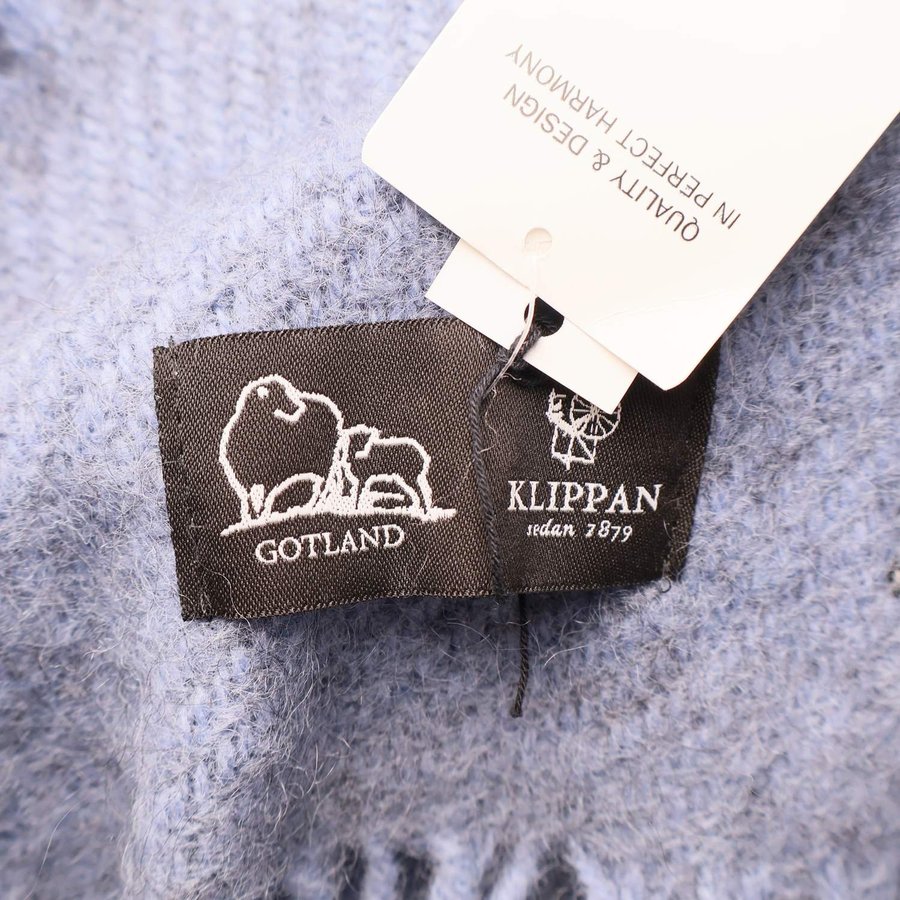 QUALITY & DESIGN
IN PERFECT HARMONY
GOTLAND
KLIPPAN
sedan 1879